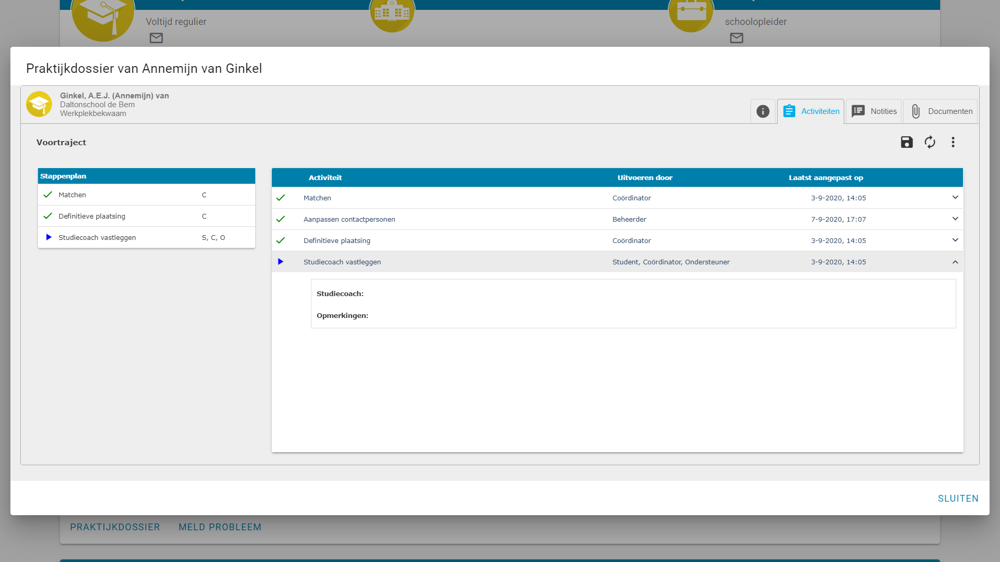 Voltijd regulier
schoolopleider
Praktijkdossier van Annemijn van Ginkel
Ginkel, A.E.J. (Annemijn) van
Daltonschool de Bem
Werkplekbekwaam
Activiteiten
Notities
Documenten
Voortraject
Stappenplan
Matchen C
Definitieve plaatsing C
Studiecoach vastleggen S, C, O
Activiteit Uitvoeren door Laatst aangepast op
Matchen Coördinator 3-9-2020, 14:05
Aanpassen contactpersonen Beheerder 7-9-2020, 17:07
Definitieve plaatsing Coördinator 3-9-2020, 14:05
Studiecoach vastleggen Student, Coördinator, Ondersteuner 3-9-2020, 14:05
Studiecoach:
Opmerkingen:
SLUITEN
PRAKTIJKDOSSIER MELD PROBLEEM